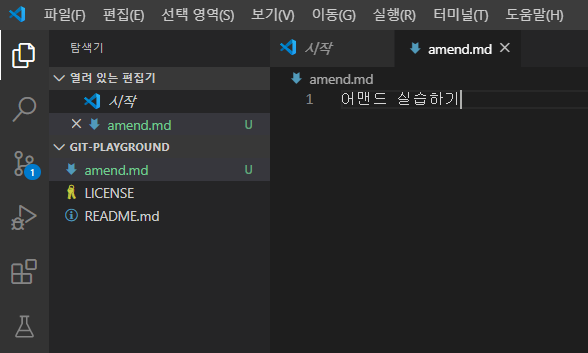 파일(F) 편집(E) 선택 영역(S) 보기(V) 이동(G) 실행(R) 터미널(T) 도움말(H)
탐색기
열려 있는 편집기
시작
amend.md U
GIT-PLAYGROUND
amend.md U
LICENSE
README.md
1
시작 amend.md
amend.md
1 어맨드 실습하기